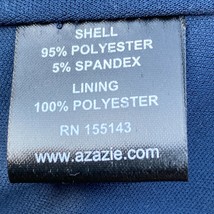 SHELL
95% POLYESTER
5% SPANDEX
LINING
100% POLYESTER
RN 155143
www.azazie.com